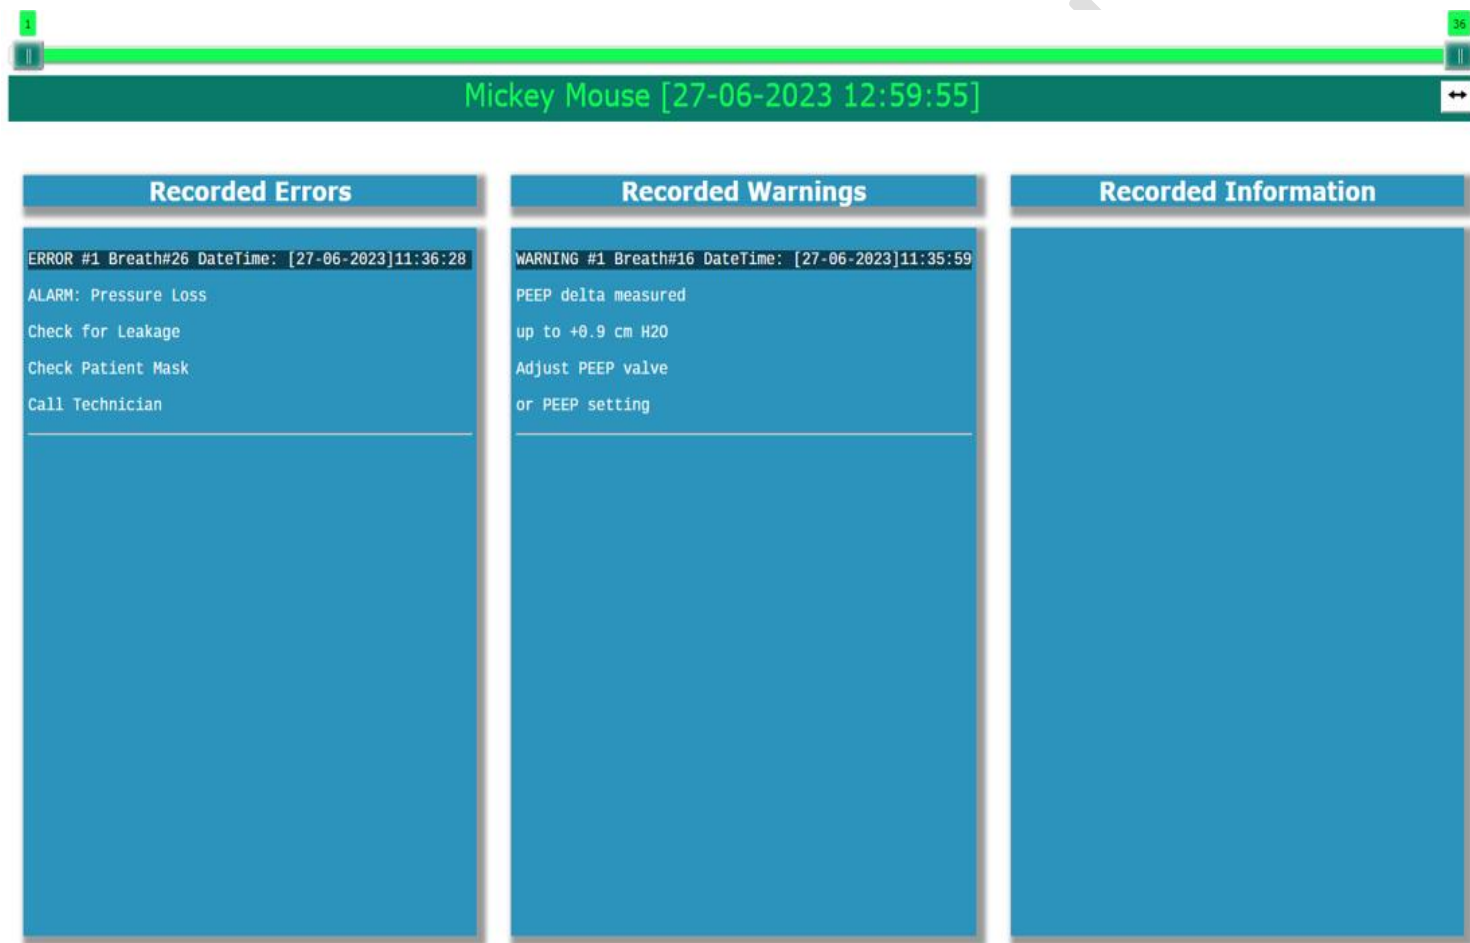 1
36
Mickey Mouse [27-06-2023 12:59:55]
Recorded Errors
ERROR #1 Breath#26 DateTime: [27-06-2023]11:36:28
ALARM: Pressure Loss
Check for Leakage
Check Patient Mask
Call Technician
Recorded Warnings
WARNING #1 Breath#16 DateTime: [27-06-2023]11:35:59
PEEP delta measured
up to +0.9 cm H2O
Adjust PEEP valve
or PEEP setting
Recorded Information